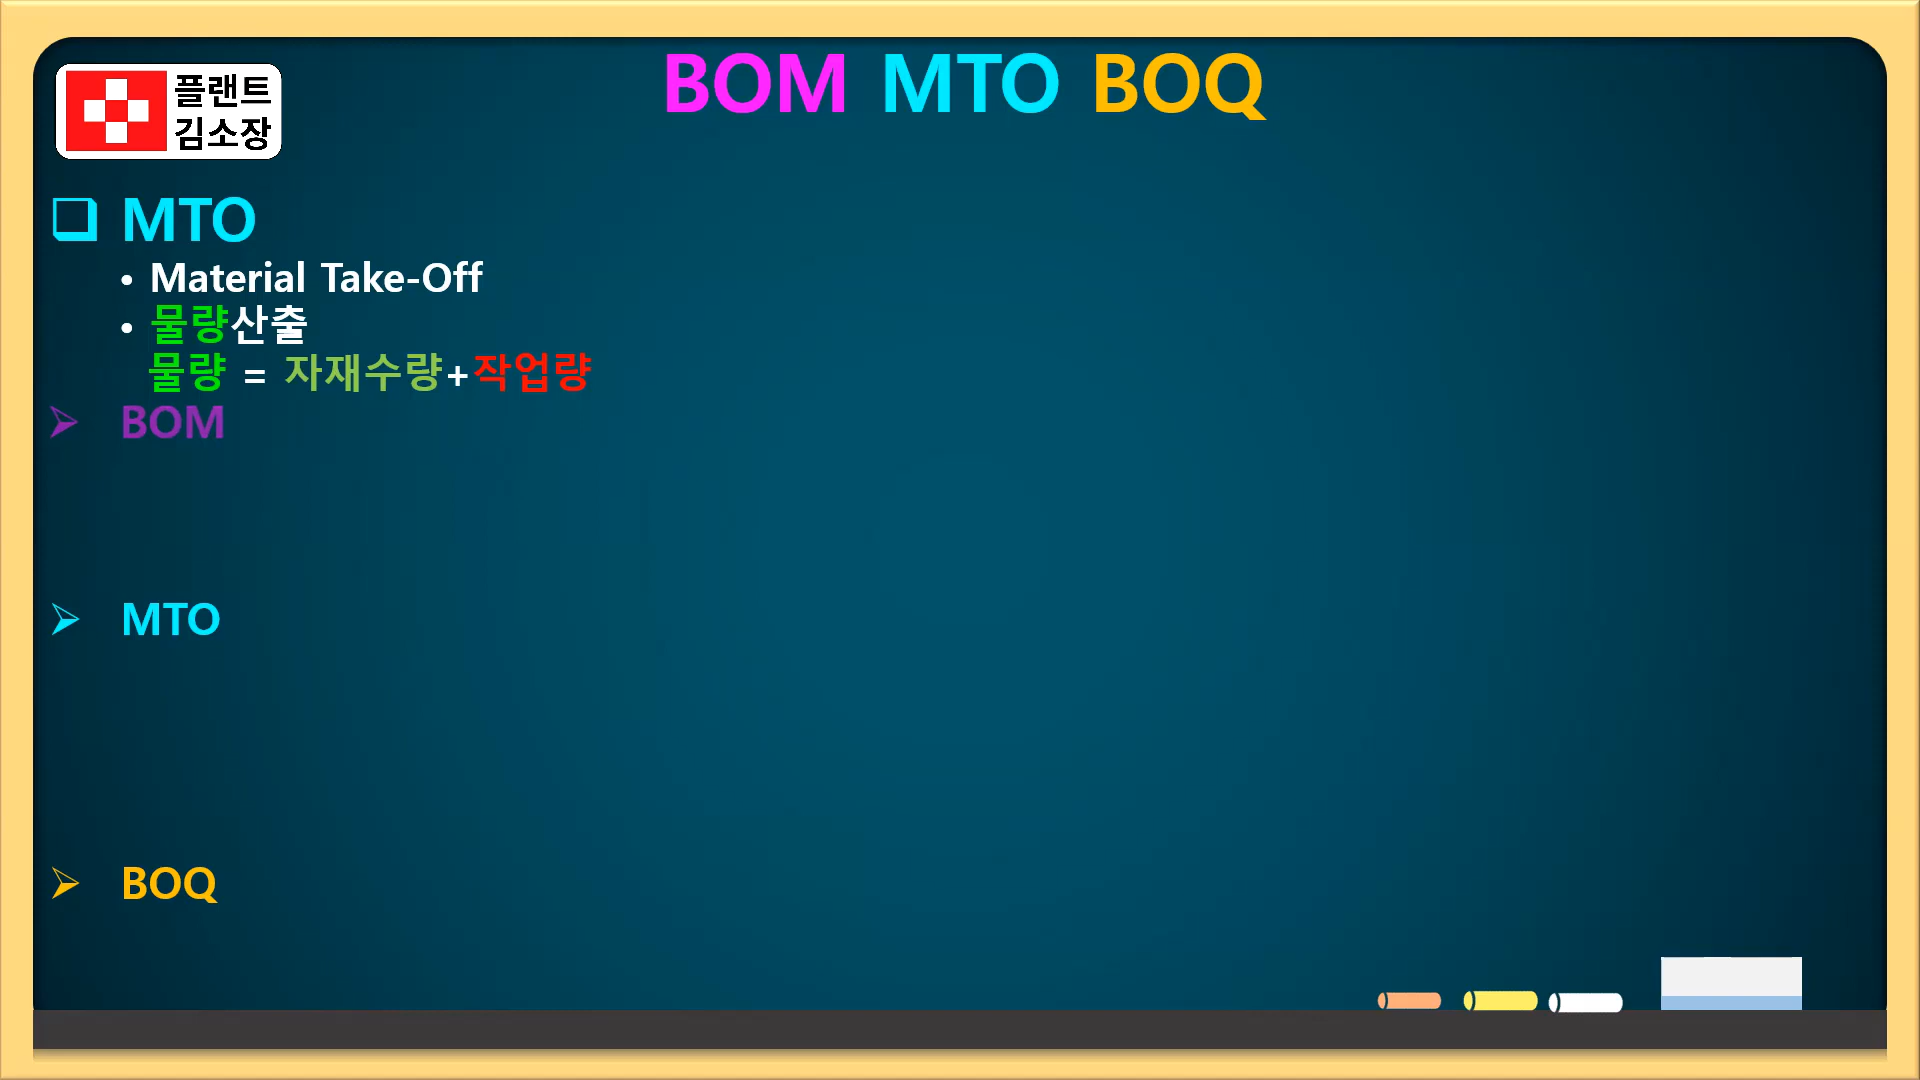 BOM MTO BOQ
플랜트
김소장
MTO
• Material Take-Off
• 물량산출
물량 = 자재수량+작업량
BOM
MTO
BOQ